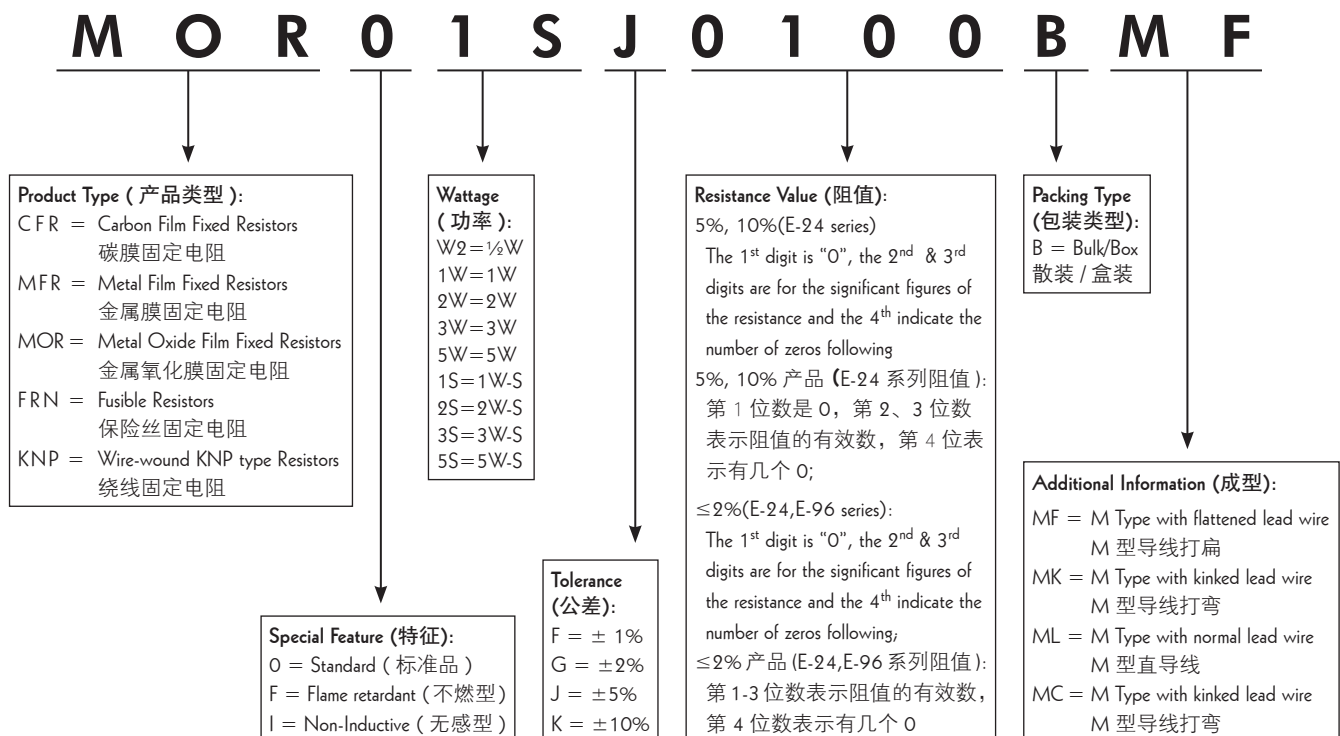 M O R 0 1 S J 0 1 0 0 B M F
Product Type ( 产品类型 ):
CFR = Carbon Film Fixed Resistors
碳膜固定电阻
MFR = Metal Film Fixed Resistors
金属膜固定电阻
MOR = Metal Oxide Film Fixed Resistors
金属氧化膜固定电阻
FRN = Fusible Resistors
保险丝固定电阻
KNP = Wire-wound KNP type Resistors
绕线固定电阻
Special Feature (特征):
0 = Standard ( 标准品 )
F = Flame retardant ( 不燃型 )
I = Non-Inductive ( 无感型 )
Wattage
( 功率 ):
W2=½W
1W=1W
2W=2W
3W=3W
5W=5W
1S=1W-S
2S=2W-S
3S=3W-S
5S=5W-S
Tolerance
(公差):
F = ± 1%
G = ±2%
J = ±5%
K = ±10%
Resistance Value (阻值):
5%, 10%(E-24 series)
The 1st digit is “0”, the 2nd & 3rd
digits are for the significant figures of
the resistance and the 4th indicate the
number of zeros following
5%, 10% 产品 (E-24 系列阻值 ):
第 1 位数是 0，第 2、3 位数
表示阻值的有效数，第 4 位表
示有几个 0;
≤2%(E-24,E-96 series):
The 1st digit is “0”, the 2nd & 3rd
digits are for the significant figures of
the resistance and the 4th indicate the
number of zeros following;
≤2% 产品 (E-24,E-96 系列阻值 ):
第 1-3 位数表示阻值的有效数，
第 4 位数表示有几个 0
Packing Type
(包装类型):
B = Bulk/Box
散装 / 盒装
Additional Information (成型):
MF = M Type with flattened lead wire
M 型导线打扁
MK = M Type with kinked lead wire
M 型导线打弯
ML = M Type with normal lead wire
M 型直导线
MC = M Type with kinked lead wire
M 型导线打弯